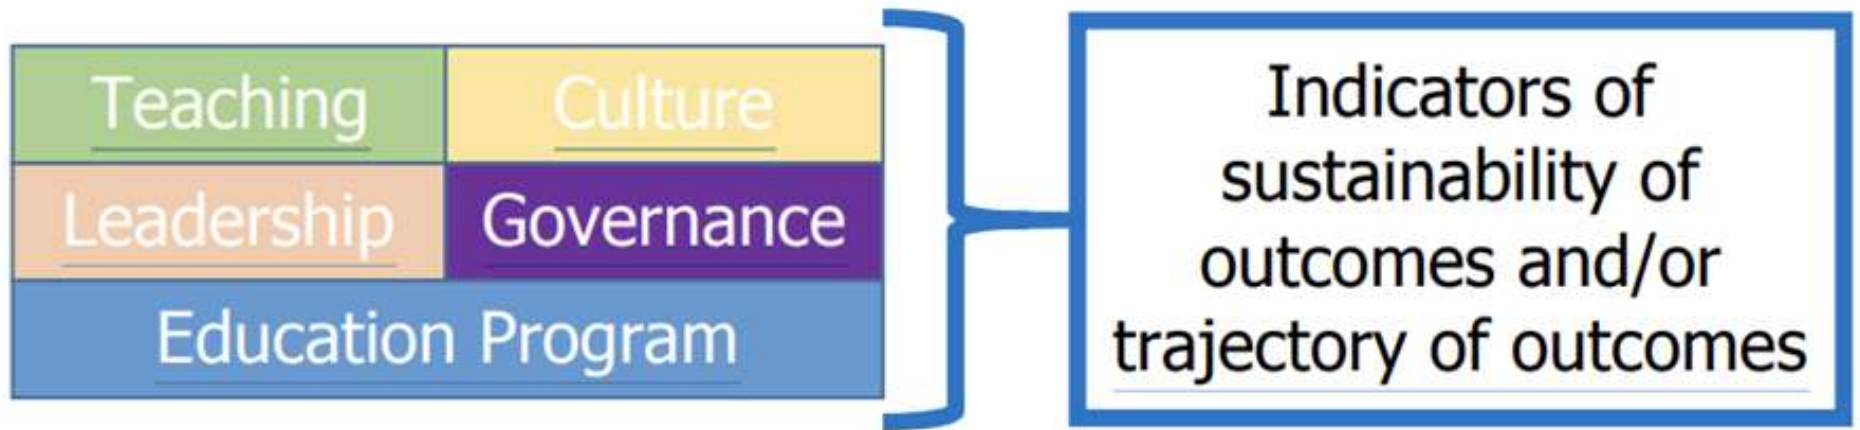 Teaching
Culture
Leadership
Governance
Education Program
Indicators of
sustainability of
outcomes and/or
trajectory of outcomes